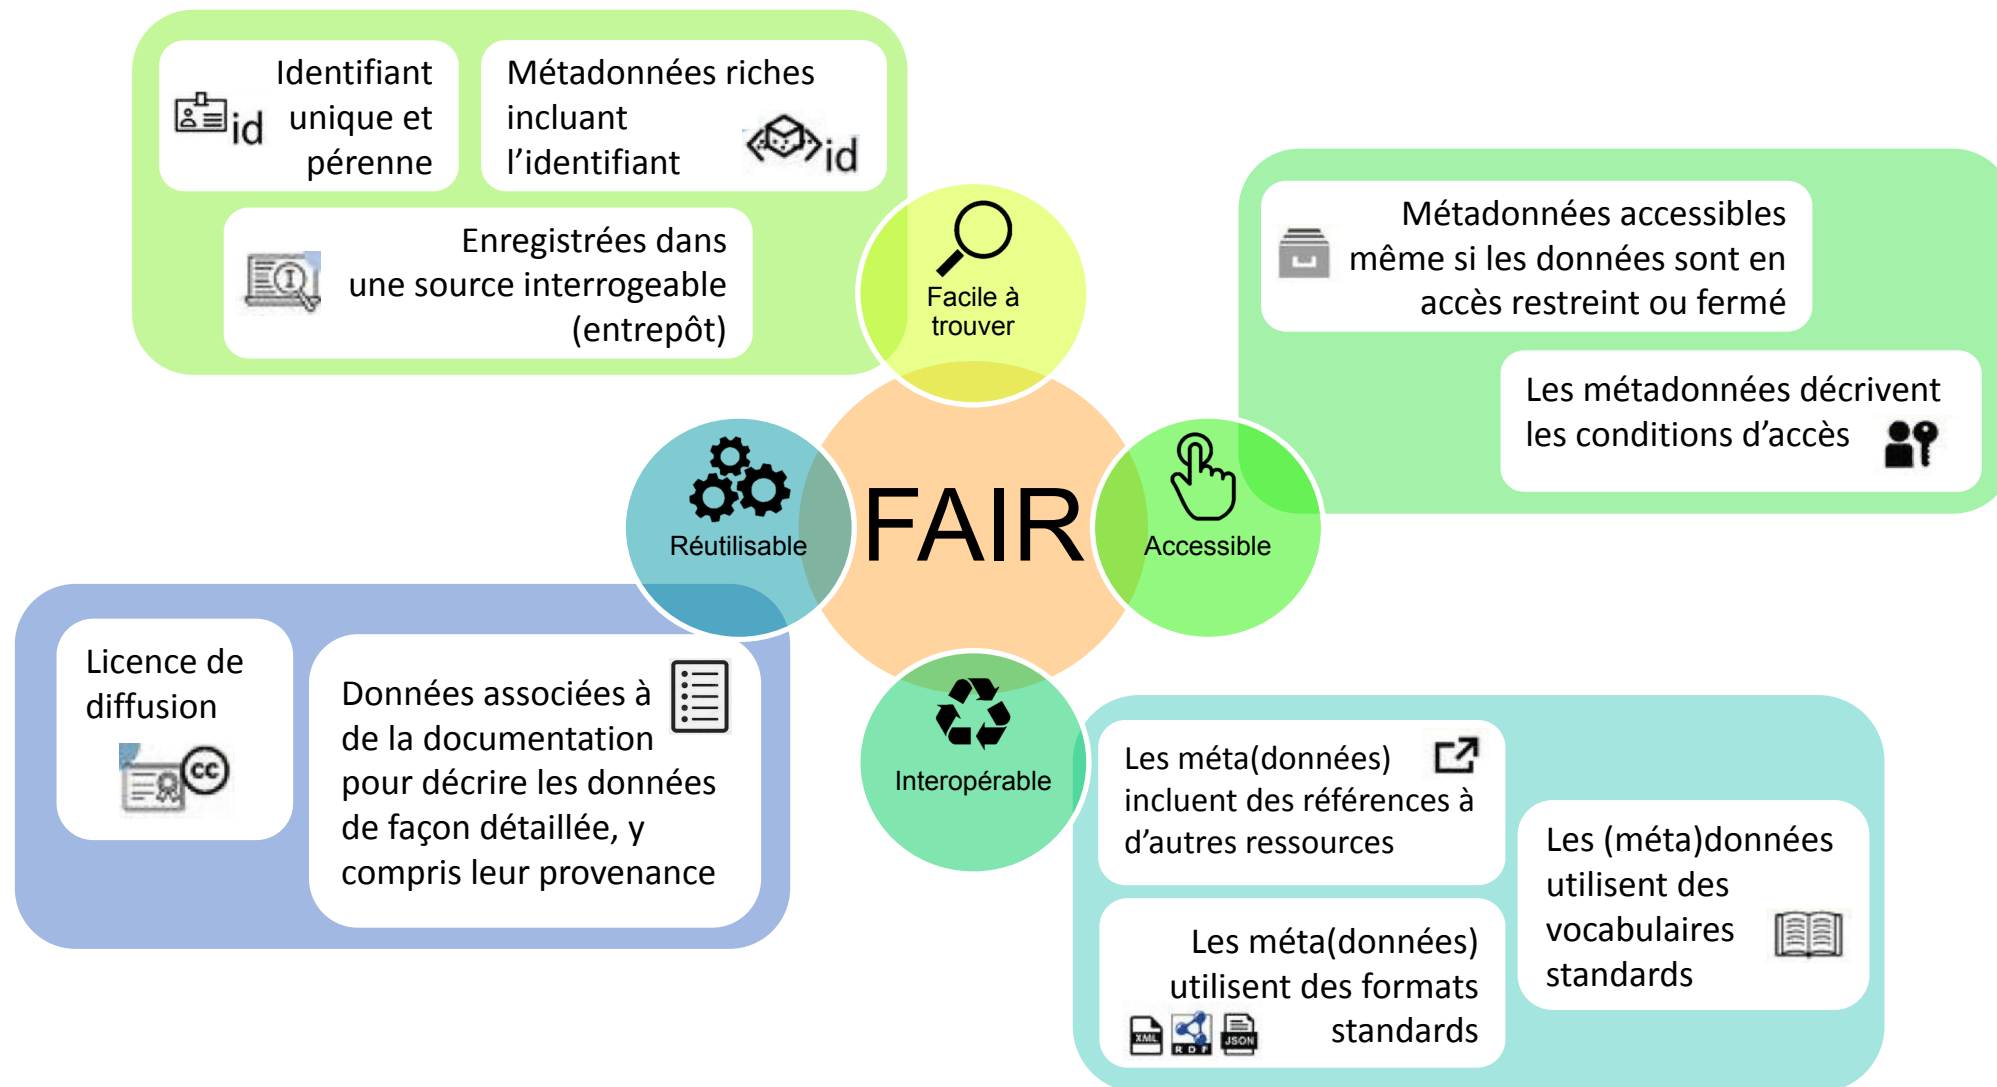 Identifiant
unique et
pérenne
id
Métadonnées riches
incluant
l’identifiant
id
Enregistrées dans
une source interrogeable
(entrepôt)
Facile à
trouver
Métadonnées accessibles
même si les données sont en
accès restreint ou fermé
Les métadonnées décrivent
les conditions d’accès
Réutilisable
FAIR
Accessible
Licence de
diffusion
cc
Données associées à
de la documentation
pour décrire les données
de façon détaillée, y
compris leur provenance
Interopérable
Les méta(données)
incluent des références à
d’autres ressources
Les (méta)données
utilisent des
vocabulaires
standards
Les méta(données)
utilisent des formats
standards
XML
RDF
JSON